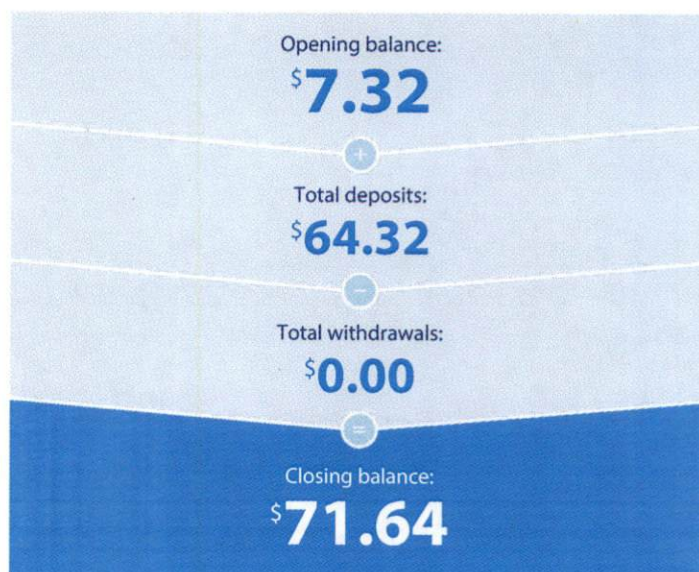 Opening balance:
$7.32
+
Total deposits:
$64.32
−
Total withdrawals:
$0.00
=
Closing balance:
$71.64